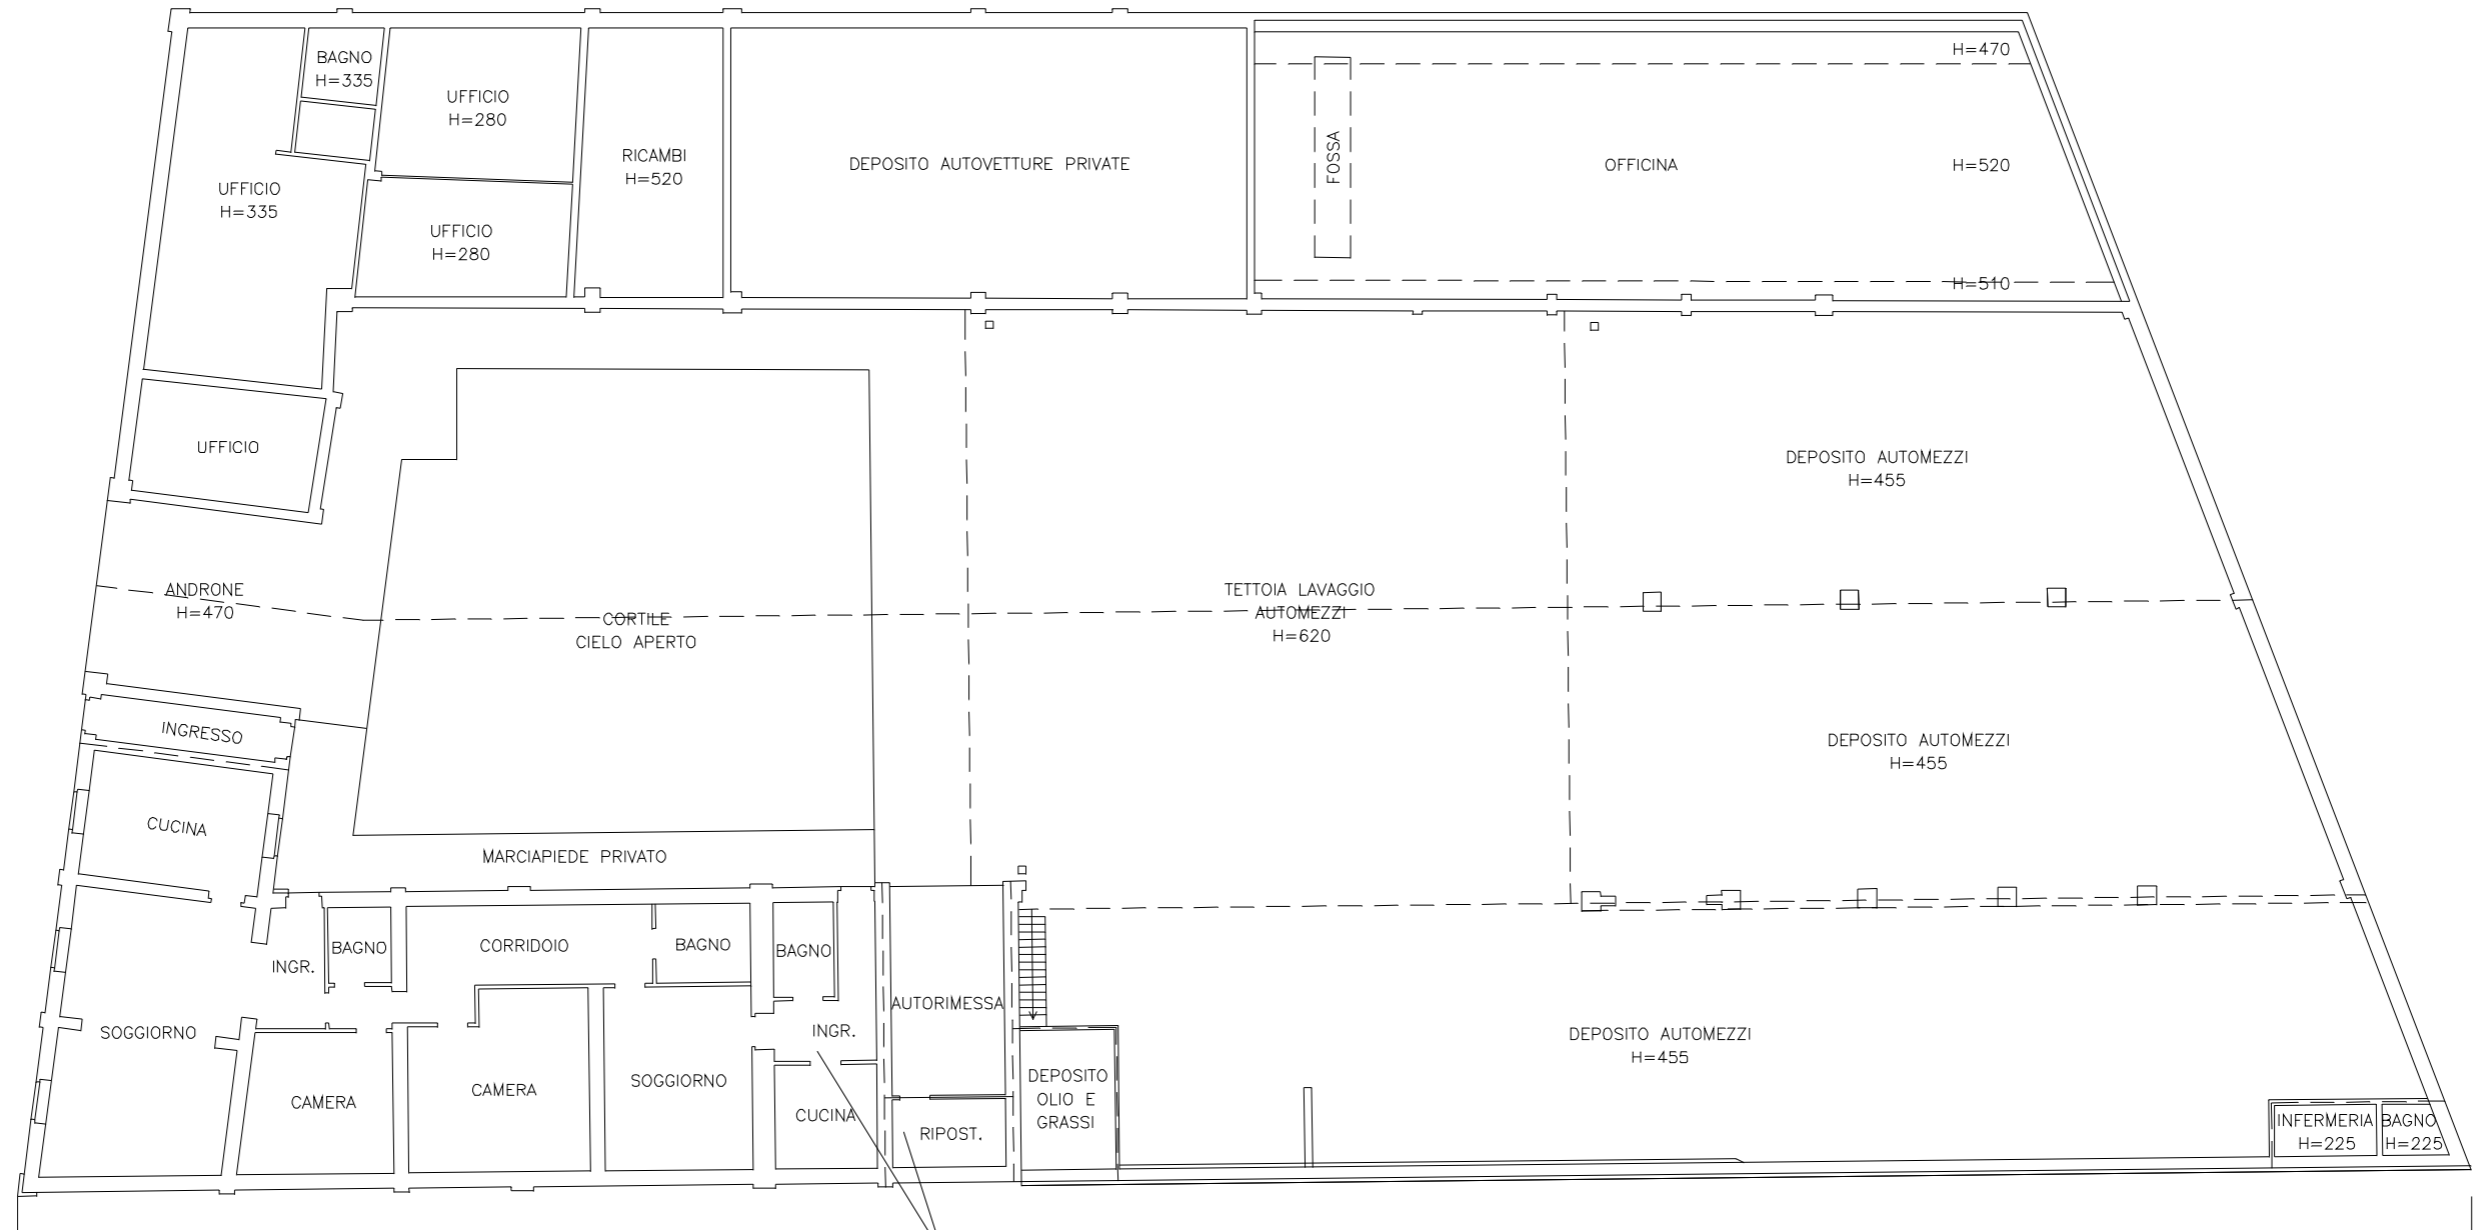 BAGNO
H=335
UFFICIO
H=280
RICAMBI
H=520
DEPOSITO AUTOVETTURE PRIVATE
FOSSA
OFFICINA
H=470
H=520
H=510
UFFICIO
H=335
UFFICIO
H=280
UFFICIO
DEPOSITO AUTOMEZZI
H=455
ANDRONE
H=470
CORTILE
CIELO APERTO
TETTOIA LAVAGGIO
AUTOMEZZI
H=620
INGRESSO
DEPOSITO AUTOMEZZI
H=455
CUCINA
MARCIAPIEDE PRIVATO
INGR.
BAGNO
CORRIDOIO
BAGNO
BAGNO
AUTORIMESSA
SOGGIORNO
INGR.
DEPOSITO AUTOMEZZI
H=455
CAMERA
CAMERA
SOGGIORNO
CUCINA
RIPOST.
DEPOSITO
OLIO E
GRASSI
INFERMERIA
H=225
BAGNO
H=225